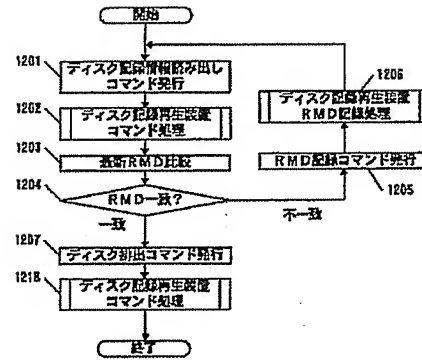 開始
1201
ディスク記録情報読み出し
コマンド発行
1202
ディスク記録再生装置
コマンド処理
1203
最新RMD比較
1204
RMD一致?
一致
不一致
1205
RMD記録コマンド発行
1206
ディスク記録再生装置
RMD記録処理
1207
ディスク排出コマンド発行
1218
ディスク記録再生装置
コマンド処理
終了